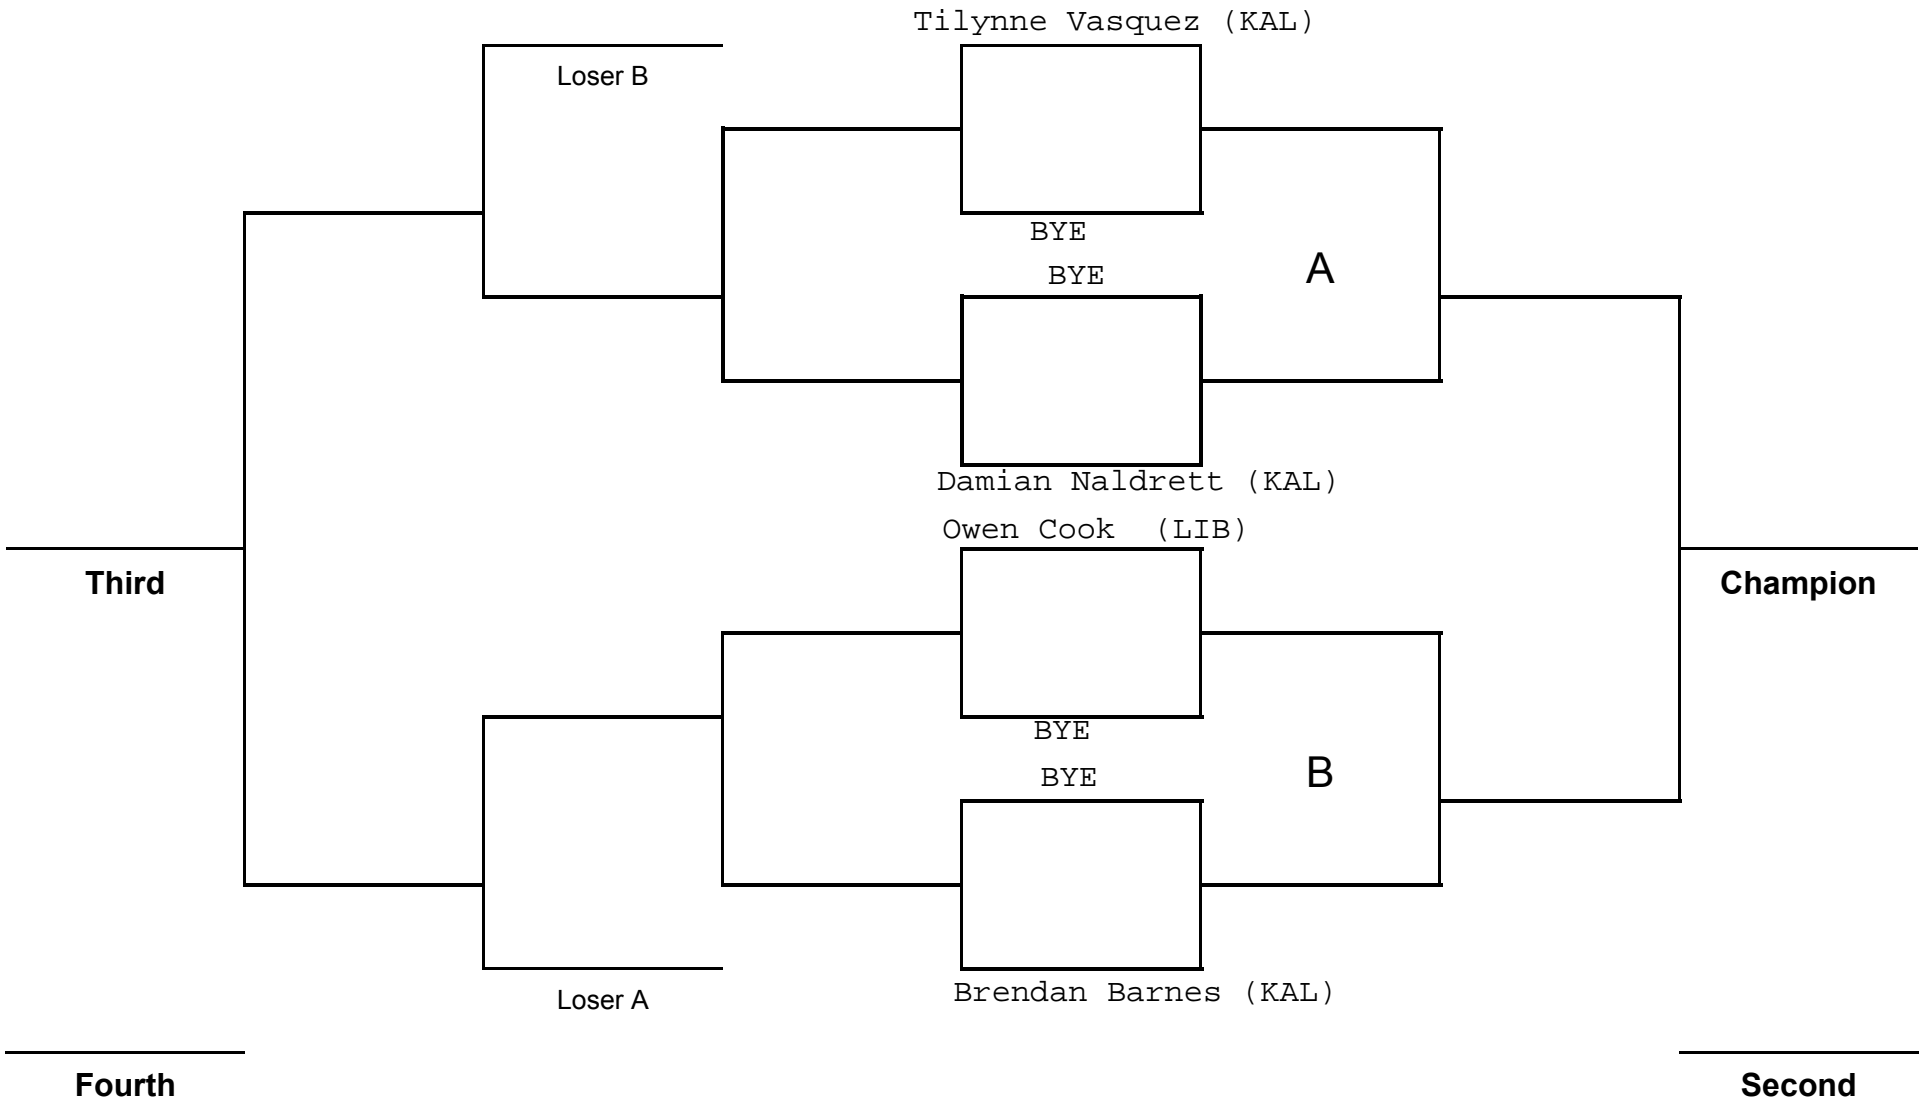 Tilynne Vasquez (KAL)
Loser B
BYE
BYE
A
Damian Naldrett (KAL)
Owen Cook  (LIB)
Third
Champion
BYE
BYE
B
Brendan Barnes (KAL)
Loser A
Fourth
Second